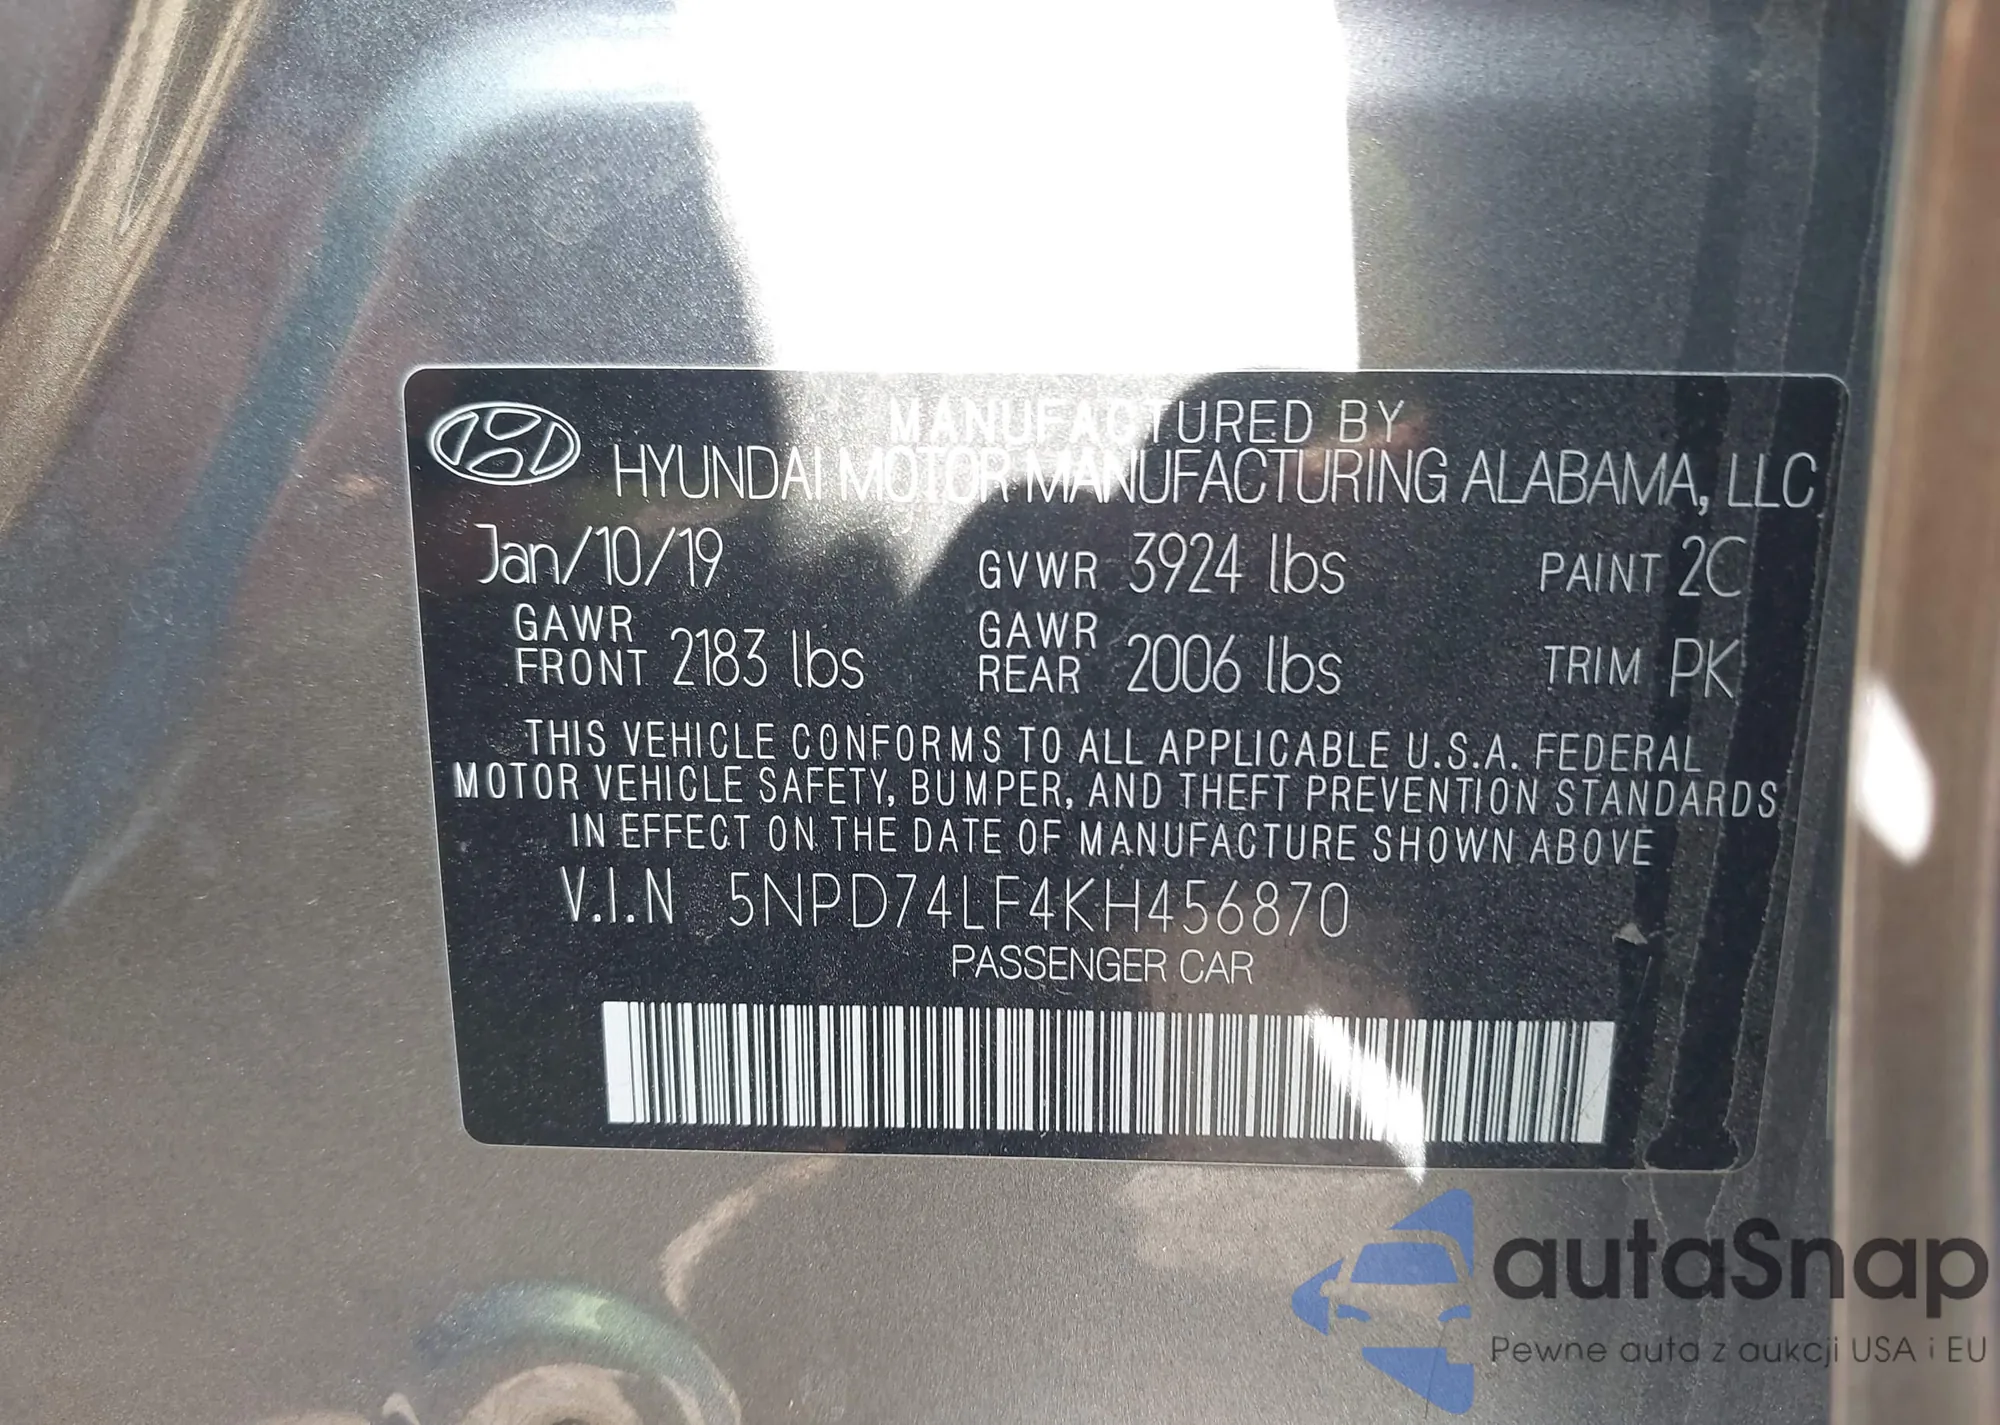 MANUFACTURED BY
HYUNDAI MOTOR MANUFACTURING ALABAMA, LLC
Jan/10/19 GVWR 3924 lbs PAINT 2C
GAWR FRONT 2183 lbs GAWR REAR 2006 lbs TRIM PK
THIS VEHICLE CONFORMS TO ALL APPLICABLE U.S.A. FEDERAL
MOTOR VEHICLE SAFETY, BUMPER, AND THEFT PREVENTION STANDARDS
IN EFFECT ON THE DATE OF MANUFACTURE SHOWN ABOVE
V.I.N 5NPD74LF4KH456870
PASSENGER CAR
autaSnap
Pewne auta z aukcji USA i EU